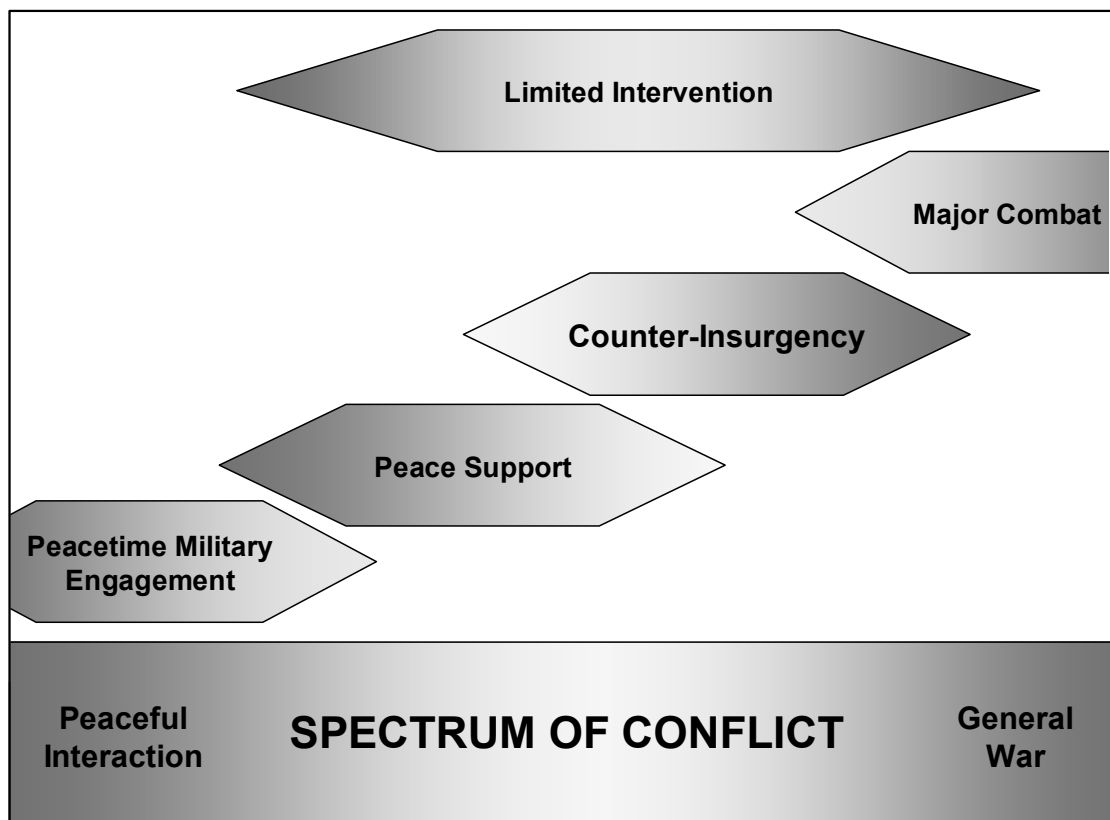 Limited Intervention
Major Combat
Counter-Insurgency
Peace Support
Peacetime Military
Engagement
Peaceful
Interaction
SPECTRUM OF CONFLICT
General
War